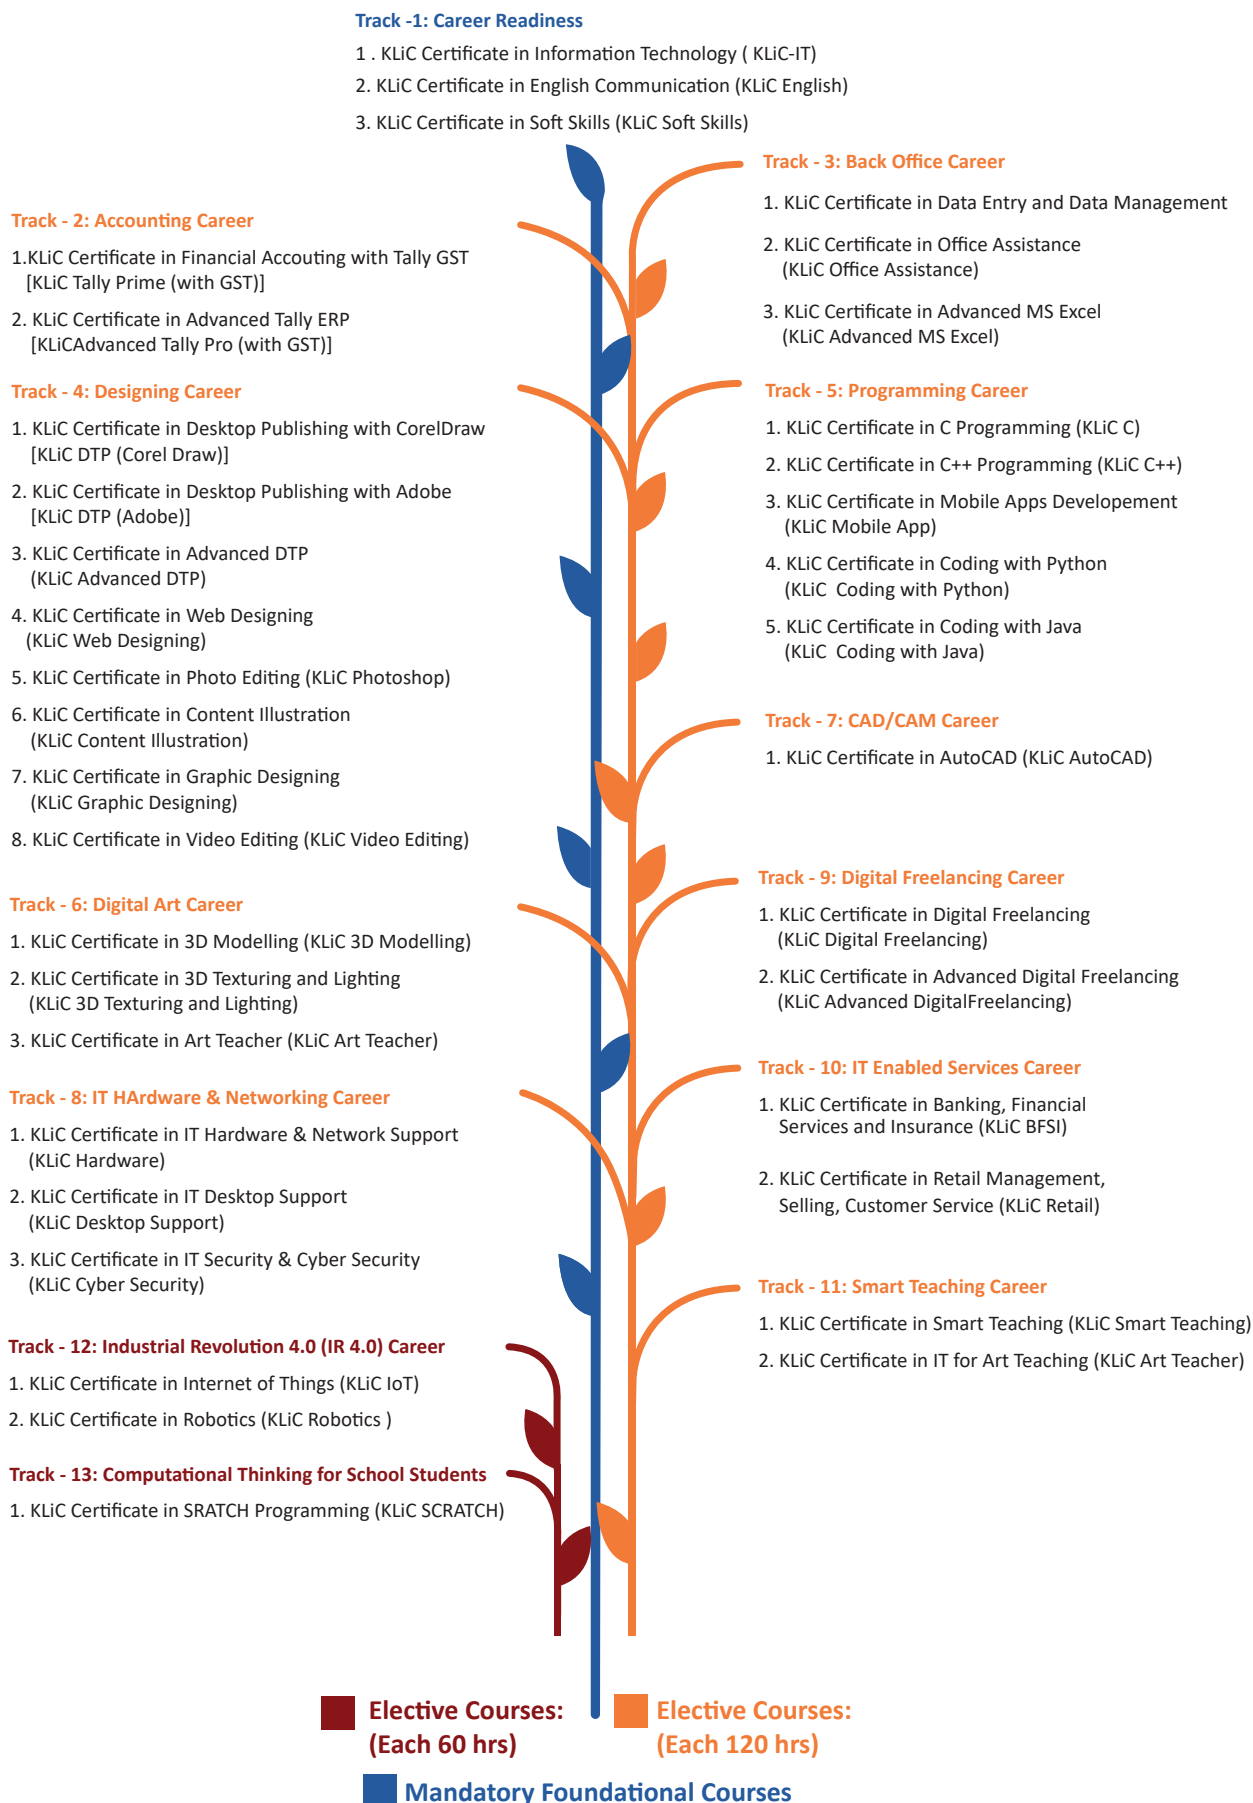 Track -1: Career Readiness
1 . KLiC Certificate in Information Technology ( KLiC-IT)
2. KLiC Certificate in English Communication (KLiC English)
3. KLiC Certificate in Soft Skills (KLiC Soft Skills)
Track - 2: Accounting Career
1.KLiC Certificate in Financial Accouting with Tally GST
[KLiC Tally Prime (with GST)]
2. KLiC Certificate in Advanced Tally ERP
[KLiCAdvanced Tally Pro (with GST)]
Track - 3: Back Office Career
1. KLiC Certificate in Data Entry and Data Management
2. KLiC Certificate in Office Assistance
(KLiC Office Assistance)
3. KLiC Certificate in Advanced MS Excel
(KLiC Advanced MS Excel)
Track - 4: Designing Career
1. KLiC Certificate in Desktop Publishing with CorelDraw
[KLiC DTP (Corel Draw)]
2. KLiC Certificate in Desktop Publishing with Adobe
[KLiC DTP (Adobe)]
3. KLiC Certificate in Advanced DTP
(KLiC Advanced DTP)
4. KLiC Certificate in Web Designing
(KLiC Web Designing)
5. KLiC Certificate in Photo Editing (KLiC Photoshop)
6. KLiC Certificate in Content Illustration
(KLiC Content Illustration)
7. KLiC Certificate in Graphic Designing
(KLiC Graphic Designing)
8. KLiC Certificate in Video Editing (KLiC Video Editing)
Track - 5: Programming Career
1. KLiC Certificate in C Programming (KLiC C)
2. KLiC Certificate in C++ Programming (KLiC C++)
3. KLiC Certificate in Mobile Apps Developement
(KLiC Mobile App)
4. KLiC Certificate in Coding with Python
(KLiC Coding with Python)
5. KLiC Certificate in Coding with Java
(KLiC Coding with Java)
Track - 6: Digital Art Career
1. KLiC Certificate in 3D Modelling (KLiC 3D Modelling)
2. KLiC Certificate in 3D Texturing and Lighting
(KLiC 3D Texturing and Lighting)
3. KLiC Certificate in Art Teacher (KLiC Art Teacher)
Track - 7: CAD/CAM Career
1. KLiC Certificate in AutoCAD (KLiC AutoCAD)
Track - 8: IT HArdware & Networking Career
1. KLiC Certificate in IT Hardware & Network Support
(KLiC Hardware)
2. KLiC Certificate in IT Desktop Support
(KLiC Desktop Support)
3. KLiC Certificate in IT Security & Cyber Security
(KLiC Cyber Security)
Track - 9: Digital Freelancing Career
1. KLiC Certificate in Digital Freelancing
(KLiC Digital Freelancing)
2. KLiC Certificate in Advanced Digital Freelancing
(KLiC Advanced DigitalFreelancing)
Track - 10: IT Enabled Services Career
1. KLiC Certificate in Banking, Financial
Services and Insurance (KLiC BFSI)
2. KLiC Certificate in Retail Management,
Selling, Customer Service (KLiC Retail)
Track - 11: Smart Teaching Career
1. KLiC Certificate in Smart Teaching (KLiC Smart Teaching)
2. KLiC Certificate in IT for Art Teaching (KLiC Art Teacher)
Track - 12: Industrial Revolution 4.0 (IR 4.0) Career
1. KLiC Certificate in Internet of Things (KLiC IoT)
2. KLiC Certificate in Robotics (KLiC Robotics )
Track - 13: Computational Thinking for School Students
1. KLiC Certificate in SRATCH Programming (KLiC SCRATCH)
Elective Courses:
(Each 60 hrs)
Elective Courses:
(Each 120 hrs)
Mandatory Foundational Courses